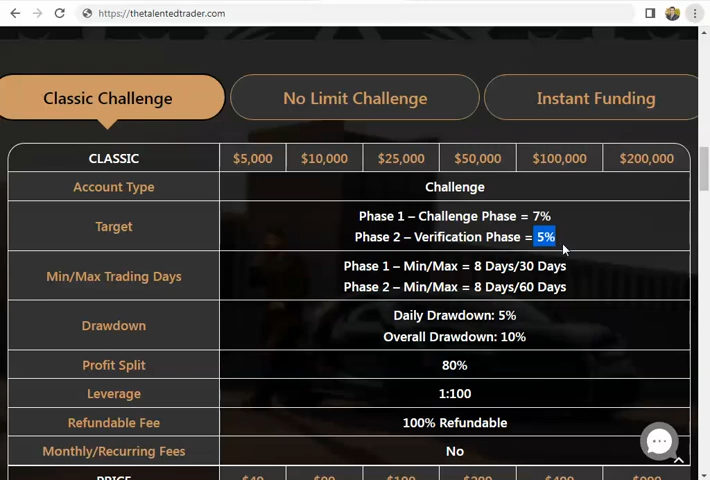 https://thetalentedtrader.com
Classic Challenge
No Limit Challenge
Instant Funding
CLASSIC $5,000 $10,000 $25,000 $50,000 $100,000 $200,000
Account Type Challenge
Target
Phase 1 – Challenge Phase = 7%
Phase 2 – Verification Phase = 5%
Min/Max Trading Days
Phase 1 – Min/Max = 8 Days/30 Days
Phase 2 – Min/Max = 8 Days/60 Days
Drawdown
Daily Drawdown: 5%
Overall Drawdown: 10%
Profit Split 80%
Leverage 1:100
Refundable Fee 100% Refundable
Monthly/Recurring Fees No
PRICE